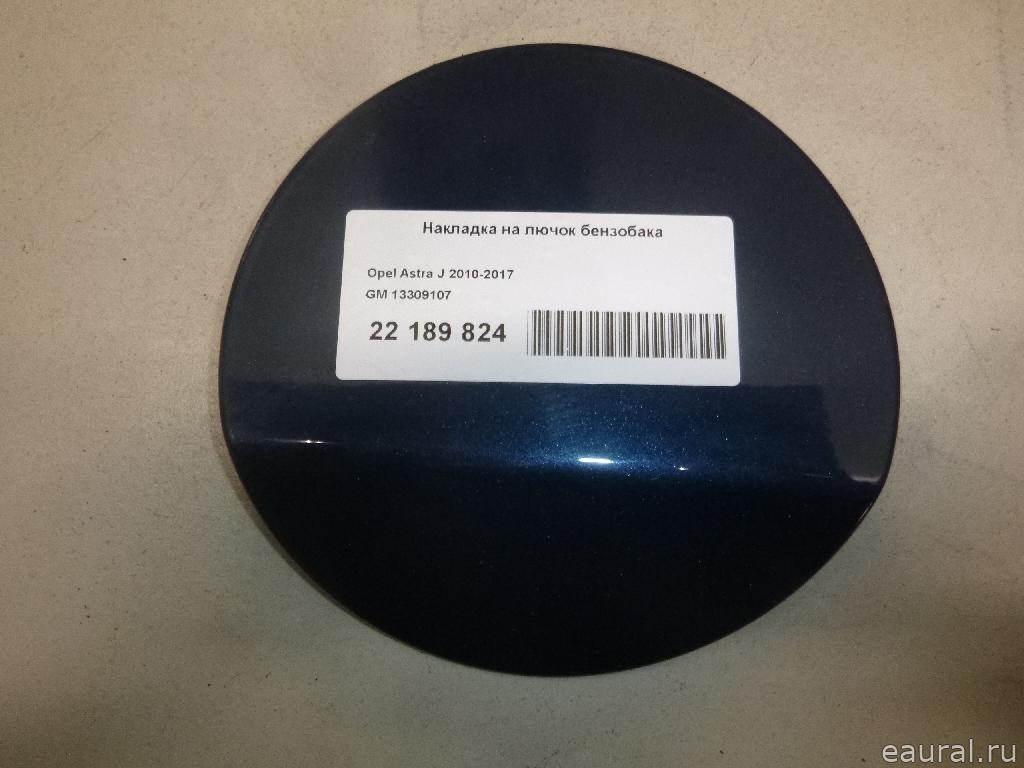 Накладка на лючок бензобака
Opel Astra J 2010-2017
GM 13309107
22 189 824
eaural.ru